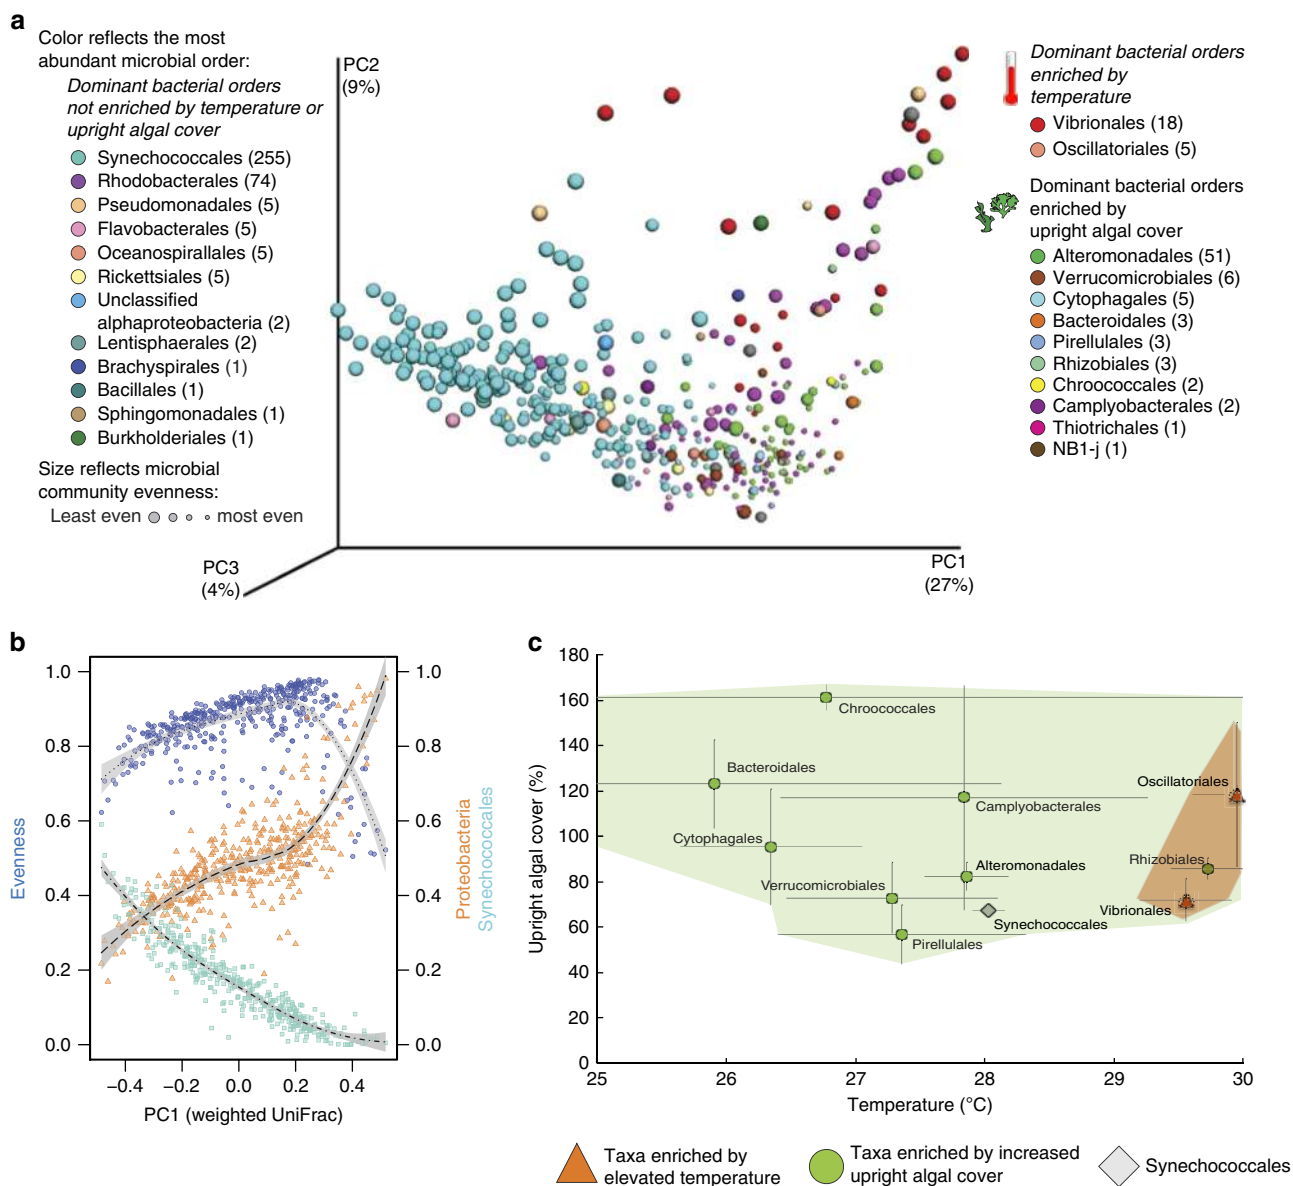 a
Color reflects the most
abundant microbial order:
Dominant bacterial orders
not enriched by temperature or
upright algal cover
Synechococcales (255)
Rhodobacterales (74)
Pseudomonadales (5)
Flavobacterales (5)
Oceanospirallales (5)
Rickettsiales (5)
Unclassified
alphaproteobacteria (2)
Lentisphaerales (2)
Brachyspirales (1)
Bacillales (1)
Sphingomonadales (1)
Burkholderiales (1)
Size reflects microbial
community evenness:
Least even most even
PC2
(9%)
PC3
(4%)
PC1
(27%)
Dominant bacterial orders
enriched by
temperature
Vibrionales (18)
Oscillatoriales (5)
Dominant bacterial orders
enriched by
upright algal cover
Alteromonadales (51)
Verrucomicrobiales (6)
Cytophagales (5)
Bacteroidales (3)
Pirellulales (3)
Rhizobiales (3)
Chroococcales (2)
Camplyobacterales (2)
Thiotrichales (1)
NB1-j (1)
b
Evenness
1.0
0.8
0.6
0.4
0.2
0.0
1.0
0.8
0.6
0.4
0.2
0.0
Proteobacteria
Synechococcales
−0.4 −0.2 0.0 0.2 0.4
PC1 (weighted UniFrac)
c
Upright algal cover (%)
180
160
140
120
100
80
60
40
20
0
25 26 27 28 29 30
Temperature (°C)
Chroococcales
Bacteroidales
Camplyobacterales
Cytophagales
Alteromonadales
Verrucomicrobiales
Synechococcales
Pirellulales
Oscillatoriales
Rhizobiales
Vibrionales
Taxa enriched by
elevated temperature
Taxa enriched by increased
upright algal cover
Synechococcales